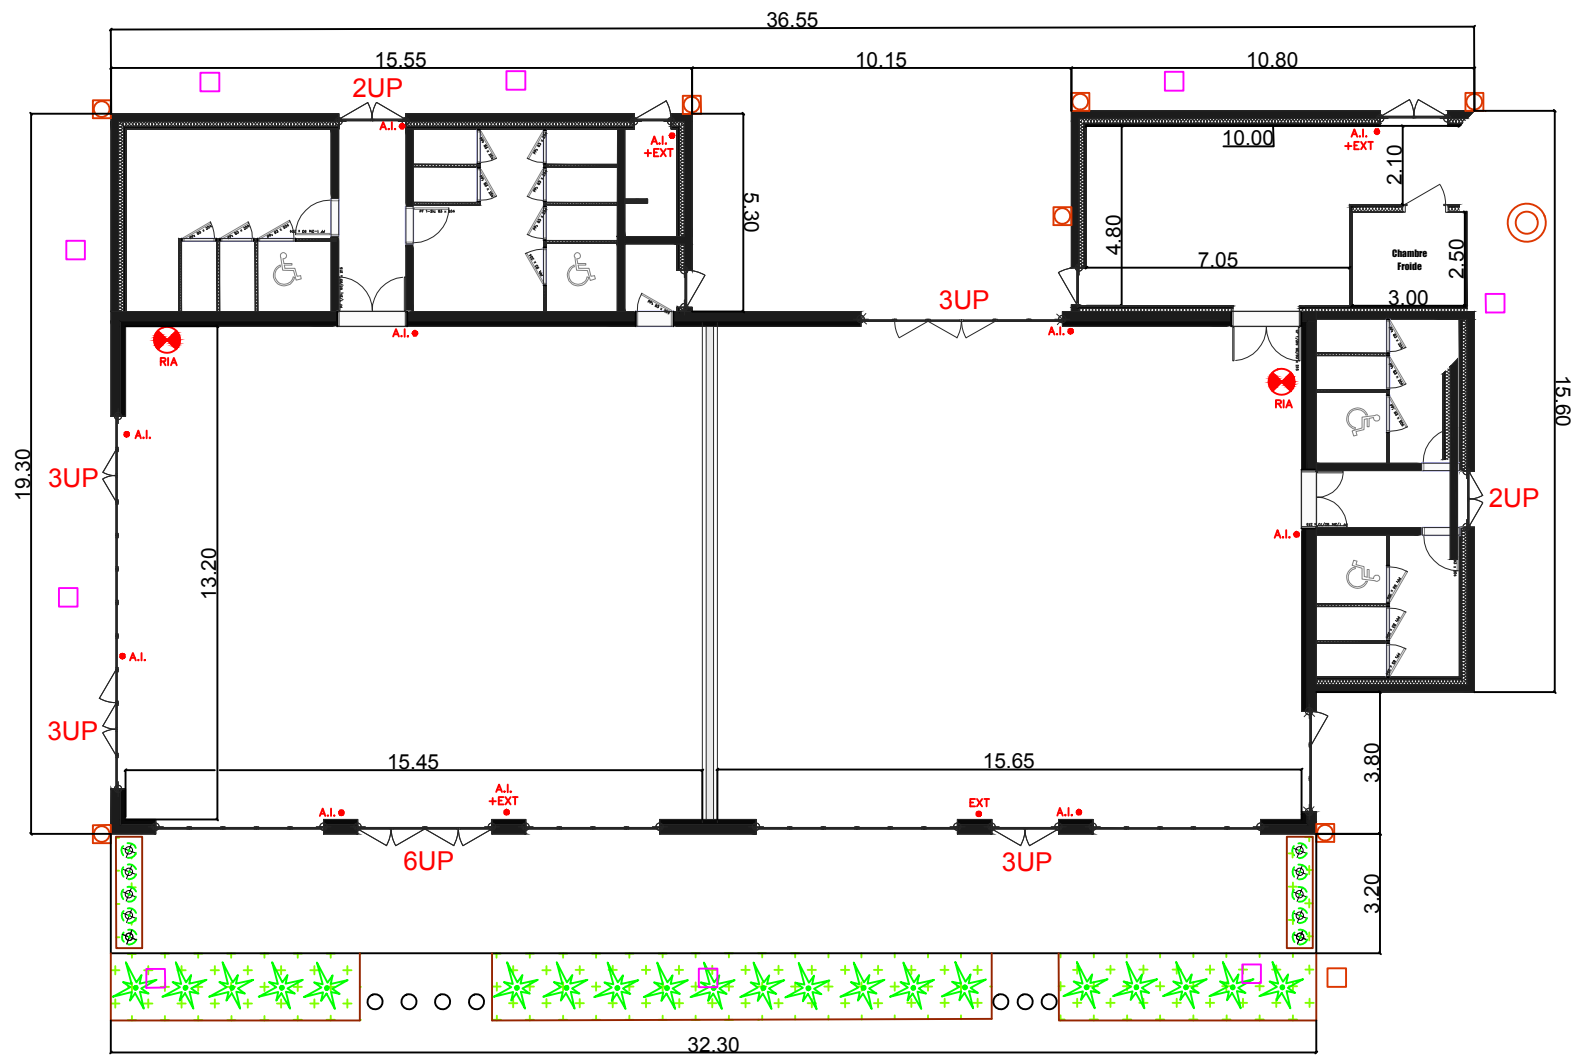 36.55
15.55
10.15
10.80
2UP
A.I.
A.I.
+EXT
A.I.
+EXT
10.00
2.10
5.30
4.80
7.05
Chambre
Froide
2.50
3.00
3UP
A.I.
A.I.
RIA
RIA
15.60
A.I.
19.30
3UP
2UP
A.I.
13.20
A.I.
3UP
15.45
15.65
3.80
A.I.
A.I.
+EXT
EXT
A.I.
6UP
3UP
3.20
32.30